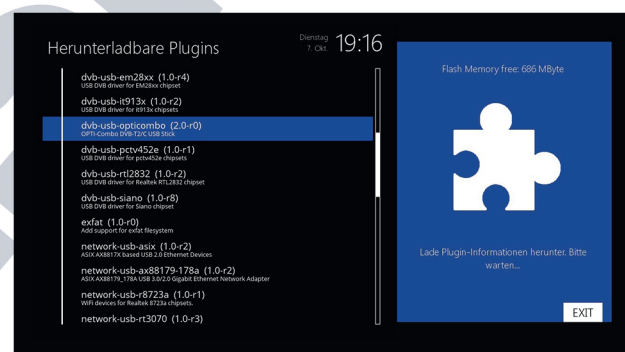 Herunterladbare Plugins
Dienstag
7. Okt.
19:16
dvb-usb-em28xx (1.0-r4)
USB DVB driver for EM28xx chipset
dvb-usb-it913x (1.0-r2)
USB DVB driver for it913x chipsets
dvb-usb-opticombo (2.0-r0)
OPTI-Combo DVB-T2/C USB Stick
dvb-usb-pctv452e (1.0-r1)
USB DVB driver for pctv452e chipsets
dvb-usb-rtl2832 (1.0-r2)
USB DVB driver for Realtek RTL2832 chipset
dvb-usb-siano (1.0-r8)
USB DVB driver for Siano chipset
exfat (1.0-r0)
Add support for exfat filesystem
network-usb-asix (1.0-r2)
ASIX AX8817X based USB 2.0 Ethernet Devices
network-usb-ax88179-178a (1.0-r2)
ASIX AX88179_178A USB 3.0/2.0 Gigabit Ethernet Network Adapter
network-usb-r8723a (1.0-r1)
WiFi devices for Realtek 8723a chipsets.
network-usb-rt3070 (1.0-r3)
Flash Memory free: 686 MByte
Lade Plugin-Informationen herunter. Bitte
warten...
EXIT